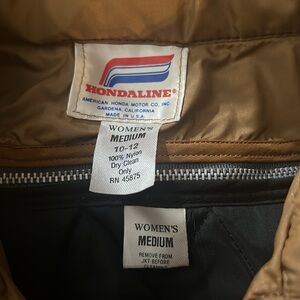 HONDALINE®
AMERICAN HONDA MOTOR CO., INC.
GARDENA, CALIFORNIA
MADE IN U.S.A.
WOMEN'S
MEDIUM
10-12
100% Nylon
Dry Clean
Only
RN 45875
WOMEN'S
MEDIUM
REMOVE FROM
JKT BEFORE
CLEANING